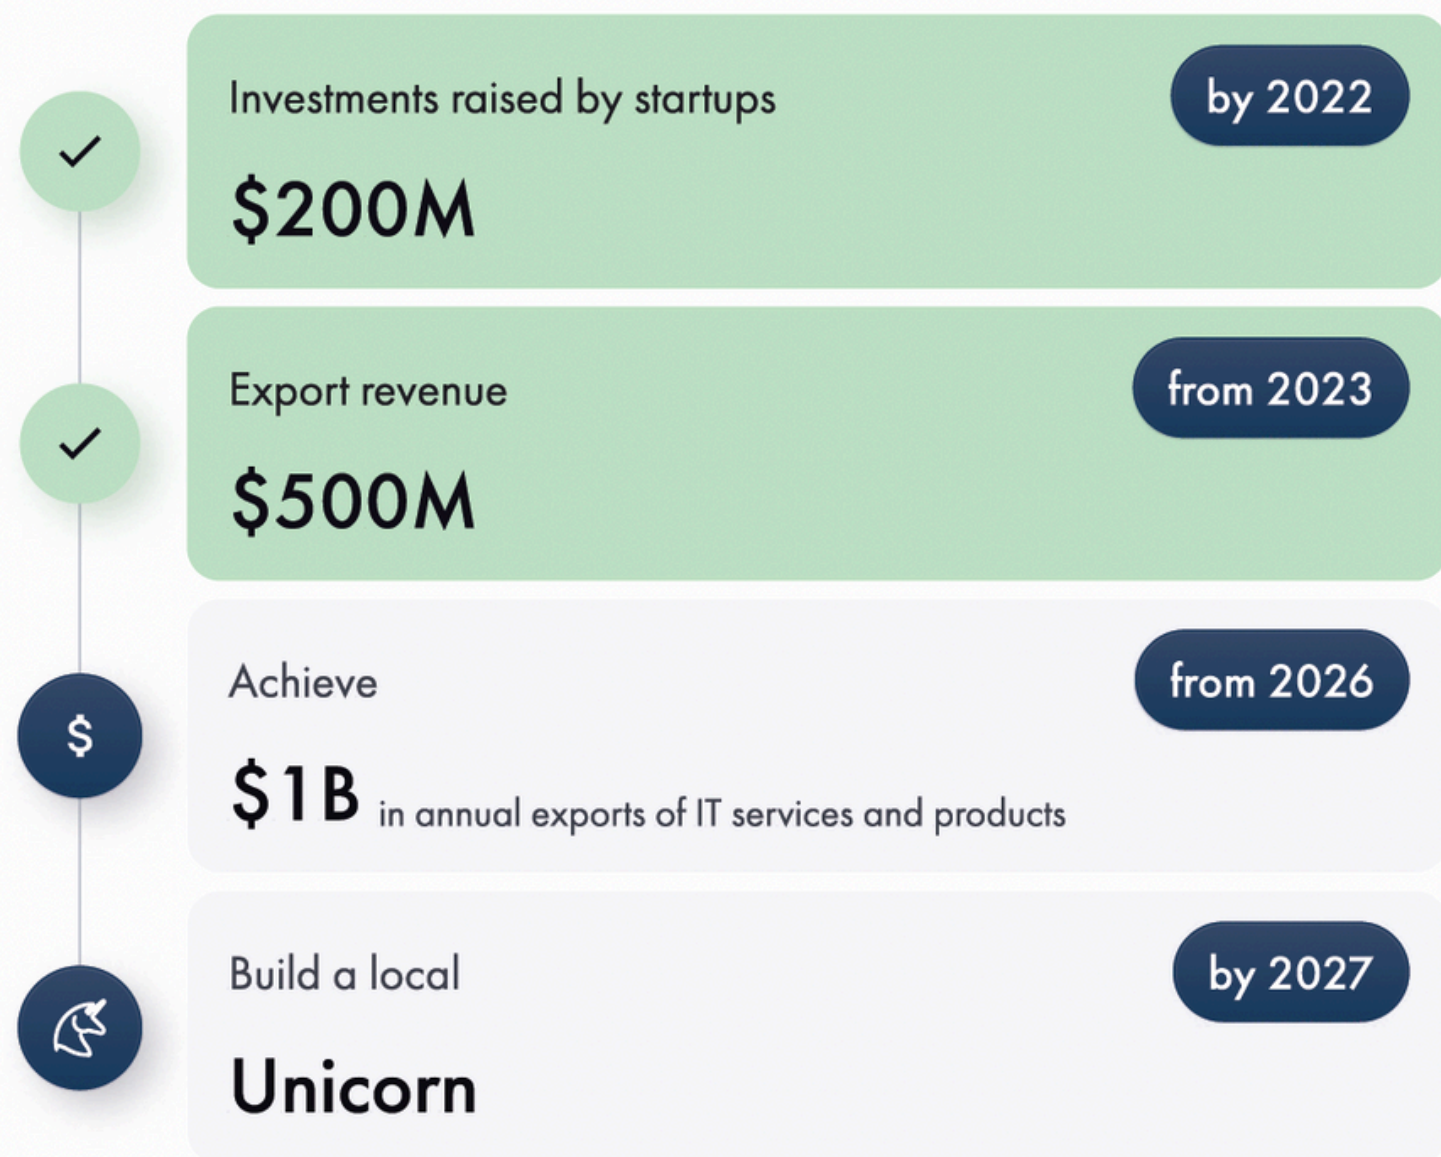 Investments raised by startups
by 2022
$200M
Export revenue
from 2023
$500M
Achieve
from 2026
$
$1B in annual exports of IT services and products
Build a local
by 2027
Unicorn